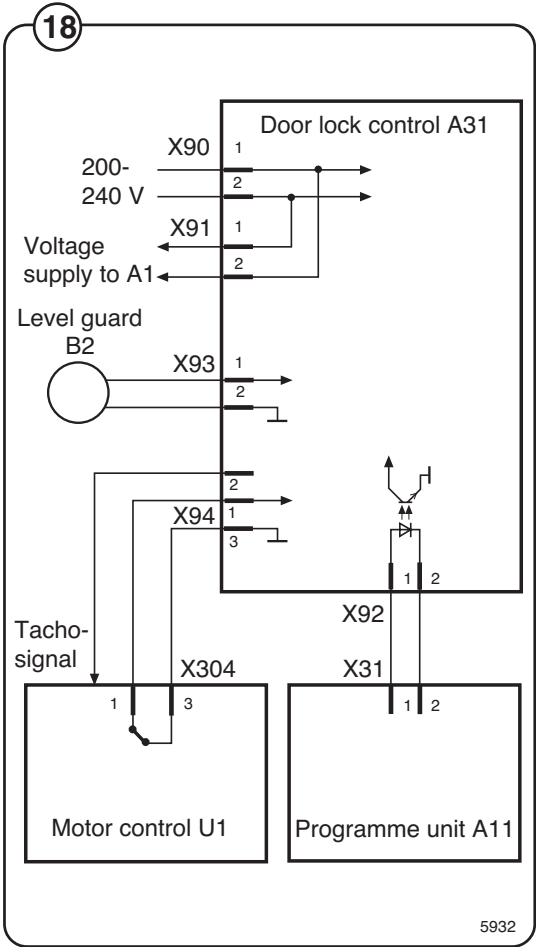 18
Door lock control A31
X90
1
200-
2
240 V
X91
1
Voltage
supply to A1
2
Level guard
B2
X93
1
2
2
X94
1
3
1 2
X92
Tacho-
signal
X304
X31
1 3
1 2
Motor control U1
Programme unit A11
5932